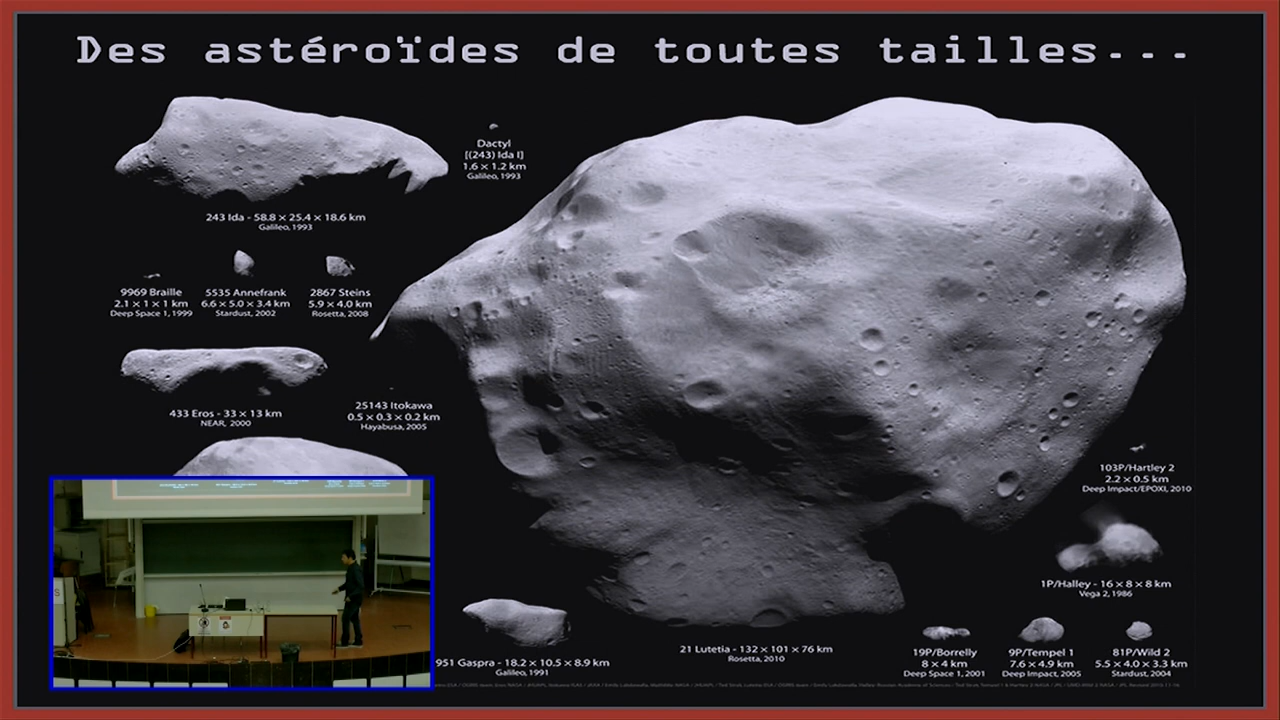 Des astéroïdes de toutes tailles...
Dactyl
[(243) Ida I]
1.6 × 1.2 km
Galileo, 1993
243 Ida - 58.8 × 25.4 × 18.6 km
Galileo, 1993
9969 Braille
2.1 × 1 × 1 km
Deep Space 1, 1999
5535 Annefrank
6.6 × 5.0 × 3.4 km
Stardust, 2002
2867 Steins
5.9 × 4.0 km
Rosetta, 2008
433 Eros - 33 × 13 km
NEAR, 2000
25143 Itokawa
0.5 × 0.3 × 0.2 km
Hayabusa, 2005
103P/Hartley 2
2.2 × 0.5 km
Deep Impact/EPOXI, 2010
1P/Halley - 16 × 8 × 8 km
Vega 2, 1986
951 Gaspra - 18.2 × 10.5 × 8.9 km
Galileo, 1991
21 Lutetia - 132 × 101 × 76 km
Rosetta, 2010
19P/Borrelly
8 × 4 km
Deep Space 1, 2001
9P/Tempel 1
7.6 × 4.9 km
Deep Impact, 2005
81P/Wild 2
5.5 × 4.0 × 3.3 km
Stardust, 2004